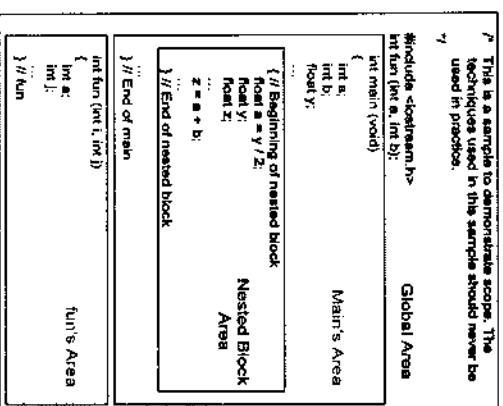 /* This is a sample to demonstrate scope. The
techniques used in this sample should never be
used in practice.
*/
#include <iostream.h>
int fun (int a, int b);
Global Area
int main (void)
{
int a;
int b;
float y;
Main's Area
...
{ // Beginning of nested block
float a = y / 2;
float y;
float z;
Nested Block
Area
...
z = a + b;
...
} // End of nested block
...
} // End of main
int fun (int i, int j)
{
int a;
int j;
fun's Area
...
} // fun